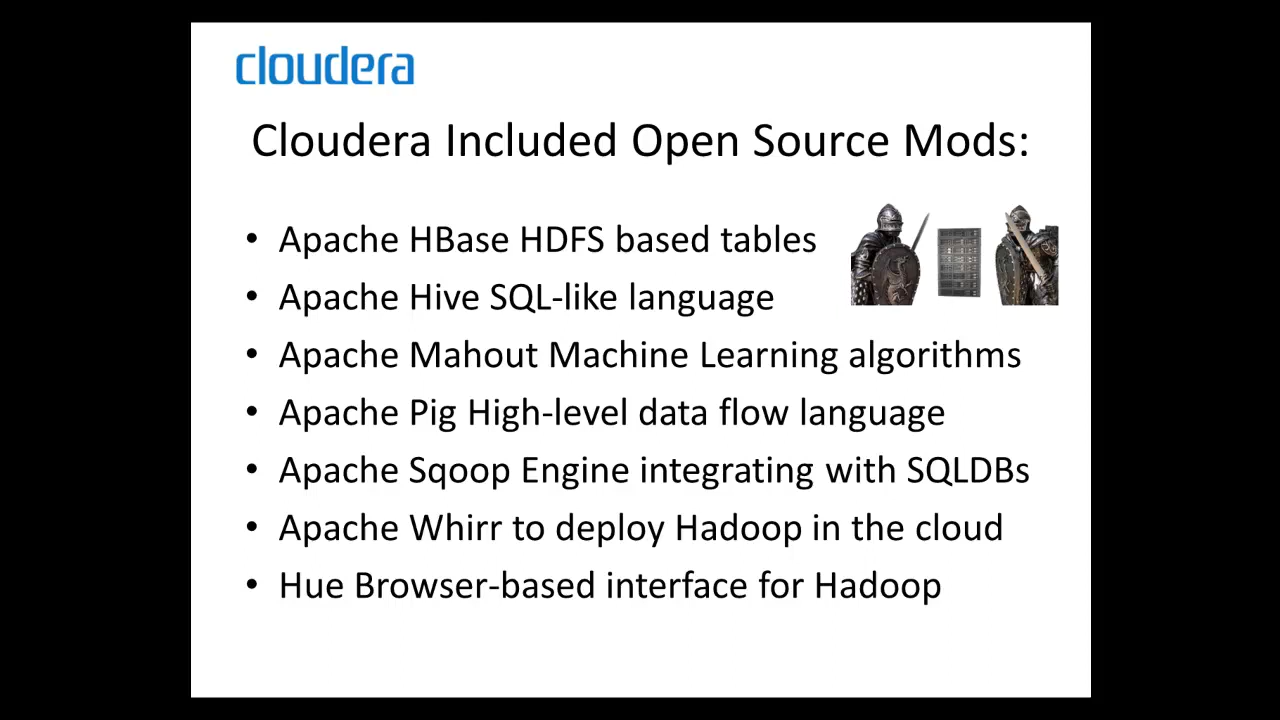 cloudera
Cloudera Included Open Source Mods:
• Apache HBase HDFS based tables
• Apache Hive SQL-like language
• Apache Mahout Machine Learning algorithms
• Apache Pig High-level data flow language
• Apache Sqoop Engine integrating with SQLDBs
• Apache Whirr to deploy Hadoop in the cloud
• Hue Browser-based interface for Hadoop